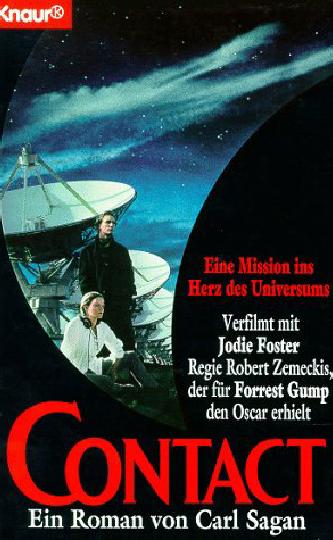 Knaur K
Eine Mission ins
Herz des Universums
Verfilmt mit
Jodie Foster
Regie Robert Zemeckis,
der für Forrest Gump
den Oscar erhielt
CONTACT
Ein Roman von Carl Sagan